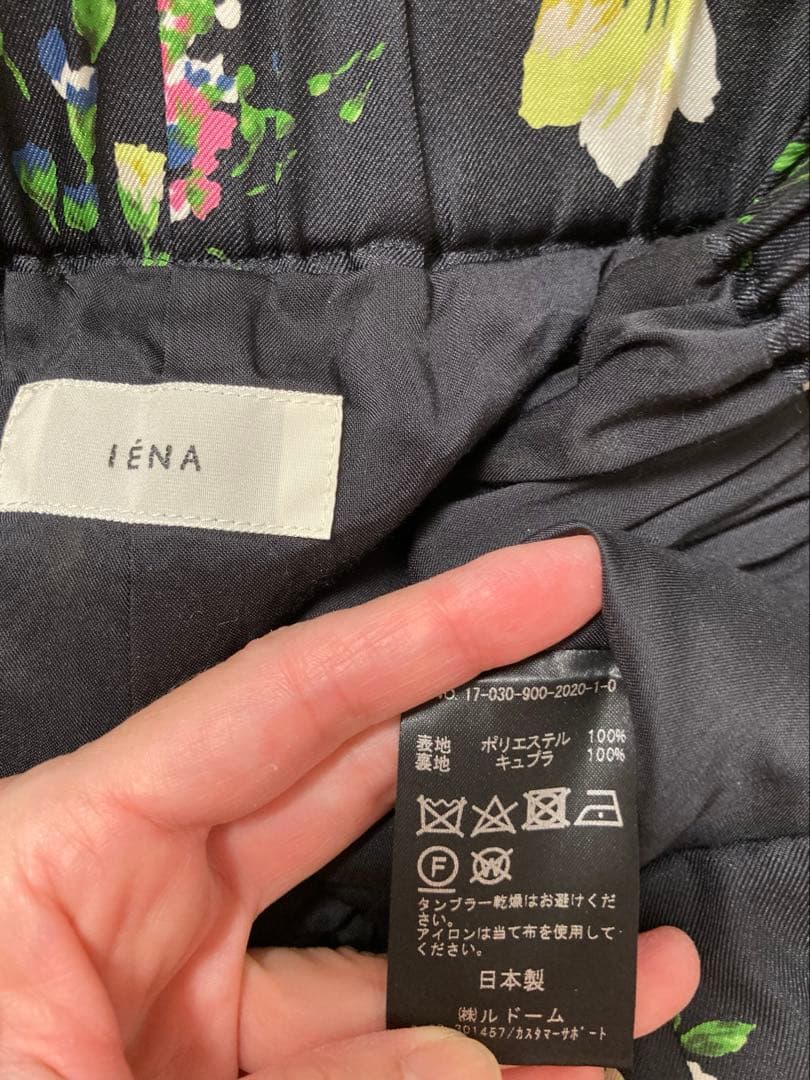 IÉNA
17-030-900-2020-1-0
表地 ポリエステル 100%
裏地 キュプラ 100%
F
W
タンブラー乾燥はお避けくだ
さい。
アイロンは当て布を使用して
ください。
日本製
(株)ルドーム
391457/カスタマーサポート